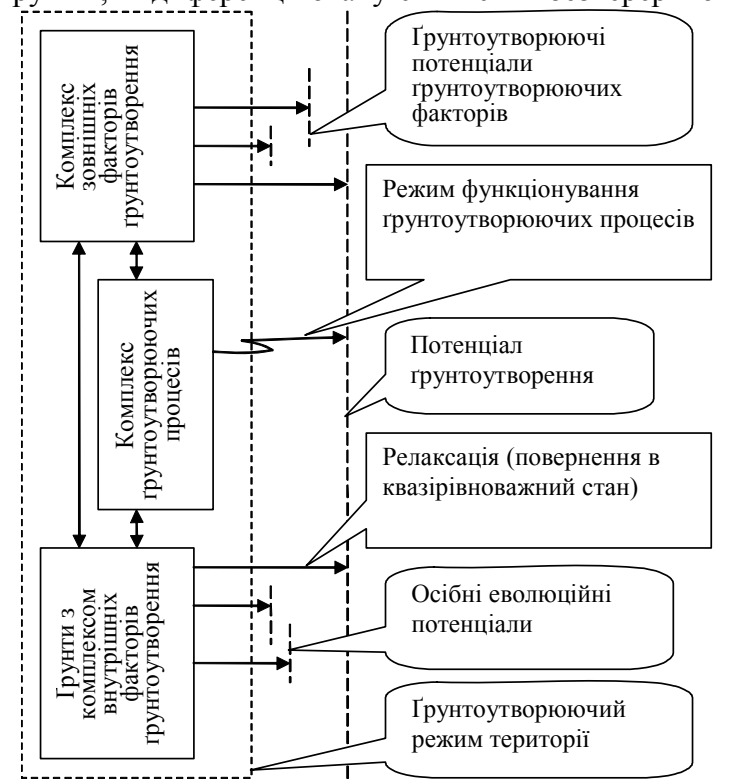 Комплекс
зовнішніх
факторів
ґрунтоутворення
Ґрунтоутворюючі
потенціали
ґрунтоутворюючих
факторів
Режим функціонування
ґрунтоутворюючих процесів
Комплекс
ґрунтоутворюючих
процесів
Потенціал
ґрунтоутворення
Релаксація (повернення в
квазірівноважний стан)
Ґрунти з
комплексом
внутрішніх
факторів
ґрунтоутворення
Осібні еволюційні
потенціали
Ґрунтоутворюючий
режим території